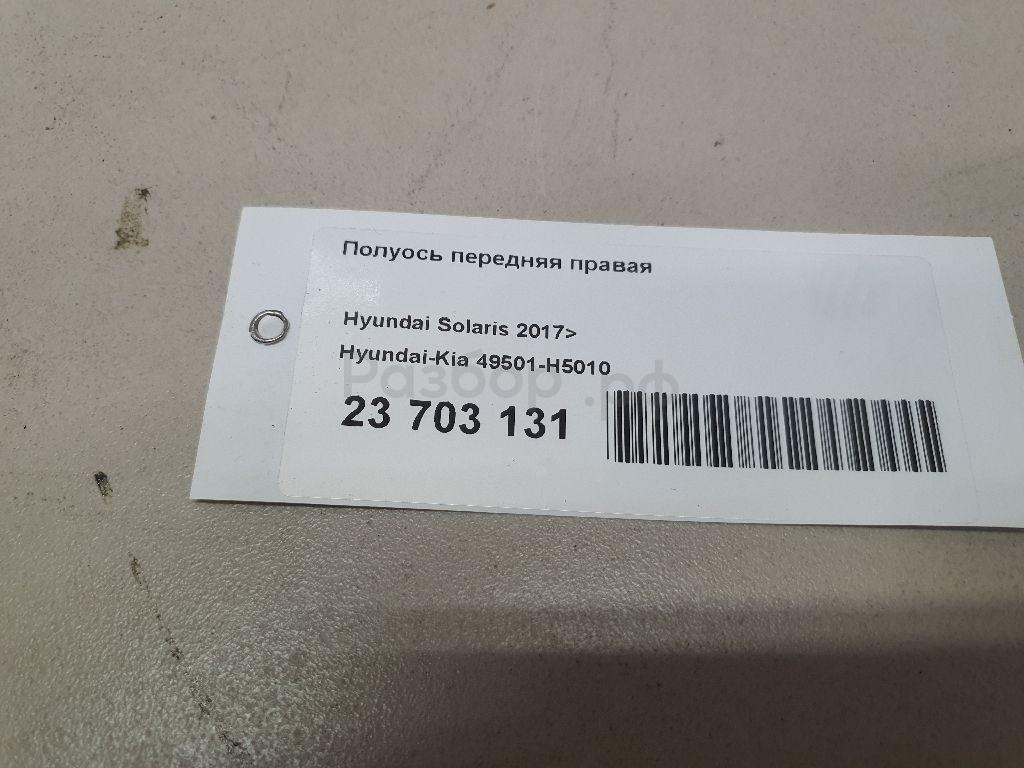 Полуось передняя правая
Hyundai Solaris 2017>
Hyundai-Kia 49501-H5010
Разбор.рф
23 703 131